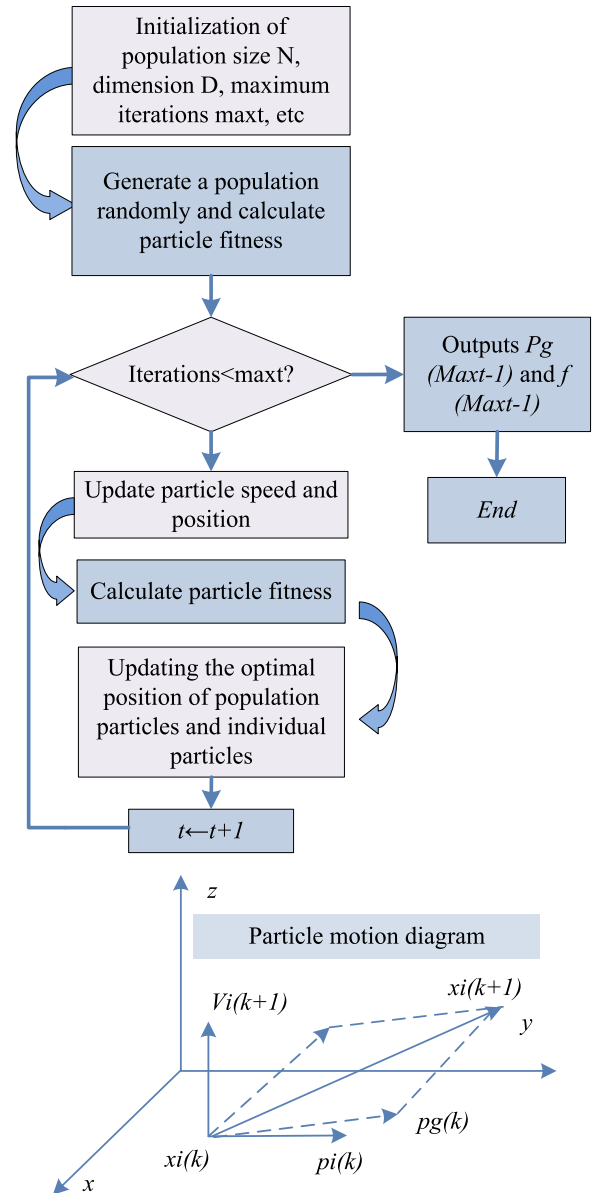 Initialization of
population size N,
dimension D, maximum
iterations maxt, etc
Generate a population
randomly and calculate
particle fitness
Iterations<maxt?
Outputs Pg
(Maxt-1) and f
(Maxt-1)
End
Update particle speed and
position
Calculate particle fitness
Updating the optimal
position of population
particles and individual
particles
t←t+1
z
Particle motion diagram
Vi(k+1)
xi(k+1)
y
pg(k)
xi(k)
pi(k)
x